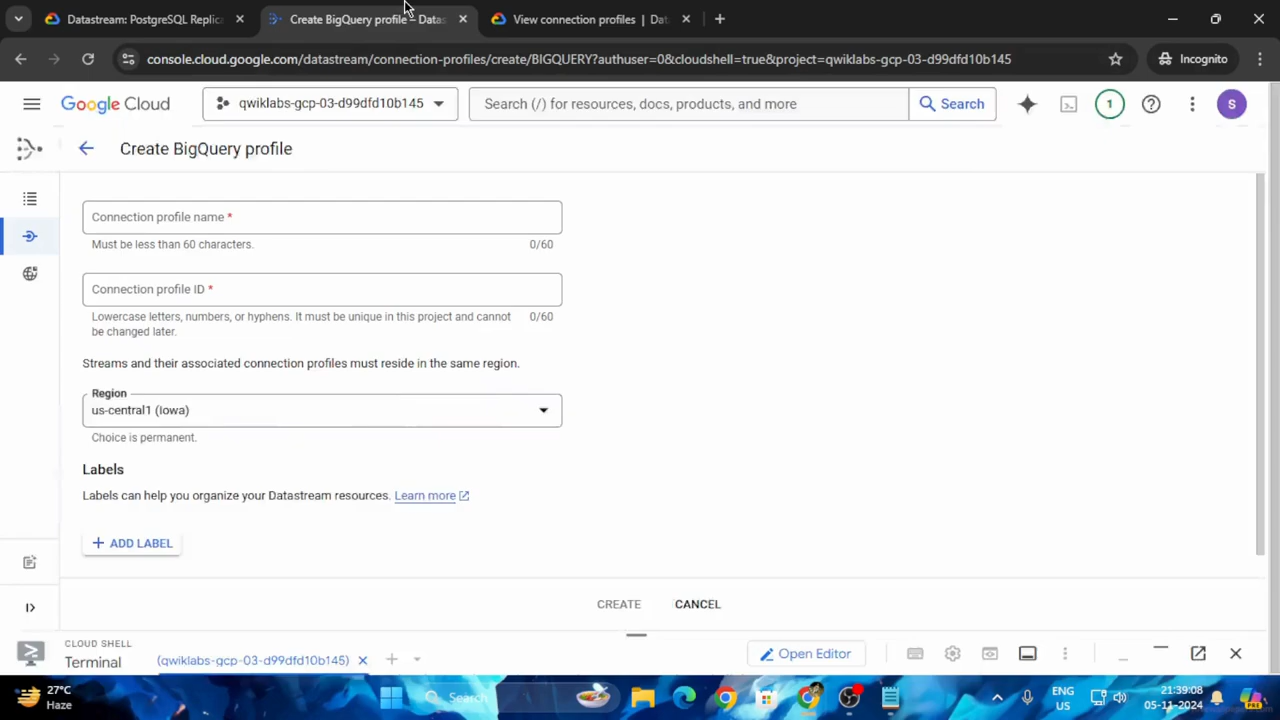 Datastream: PostgreSQL Replic
Create BigQuery profile – Datas
View connection profiles | Dat
console.cloud.google.com/datastream/connection-profiles/create/BIGQUERY?authuser=0&cloudshell=true&project=qwiklabs-gcp-03-d99dfd10b145
Incognito
Google Cloud
qwiklabs-gcp-03-d99dfd10b145
Search (/) for resources, docs, products, and more
Search
1
S
Create BigQuery profile
Connection profile name *
Must be less than 60 characters.
0/60
Connection profile ID *
Lowercase letters, numbers, or hyphens. It must be unique in this project and cannot
be changed later.
0/60
Streams and their associated connection profiles must reside in the same region.
Region
us-central1 (Iowa)
Choice is permanent.
Labels
Labels can help you organize your Datastream resources. Learn more
ADD LABEL
CREATE
CANCEL
CLOUD SHELL
Terminal
(qwiklabs-gcp-03-d99dfd10b145)
Open Editor
27°C
Haze
Search
ENG
US
21:39:08
05-11-2024
PRE